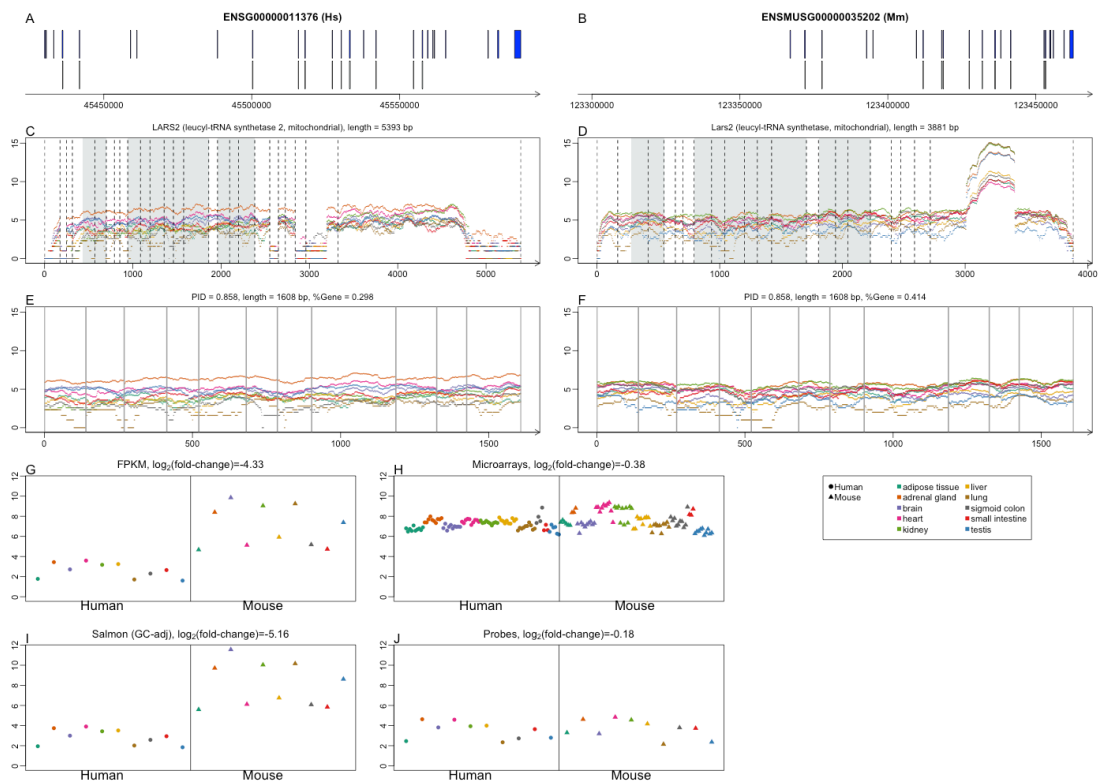 A ENSG00000011376 (Hs)
45450000 45500000 45550000
B ENSMUSG00000035202 (Mm)
123300000 123350000 123400000 123450000
C LARS2 (leucyl-tRNA synthetase 2, mitochondrial), length = 5393 bp
15
10
5
0
0 1000 2000 3000 4000 5000
D Lars2 (leucyl-tRNA synthetase, mitochondrial), length = 3881 bp
15
10
5
0
0 1000 2000 3000 4000
E PID = 0.858, length = 1608 bp, %Gene = 0.298
15
10
5
0
0 500 1000 1500
F PID = 0.858, length = 1608 bp, %Gene = 0.414
15
10
5
0
0 500 1000 1500
G FPKM, log2(fold-change)=-4.33
12
10
8
6
4
2
0
Human Mouse
H Microarrays, log2(fold-change)=-0.38
12
10
8
6
4
2
0
Human Mouse
Human
Mouse
adipose tissue
adrenal gland
brain
heart
kidney
liver
lung
sigmoid colon
small intestine
testis
I Salmon (GC-adj), log2(fold-change)=-5.16
12
10
8
6
4
2
0
Human Mouse
J Probes, log2(fold-change)=-0.18
12
10
8
6
4
2
0
Human Mouse